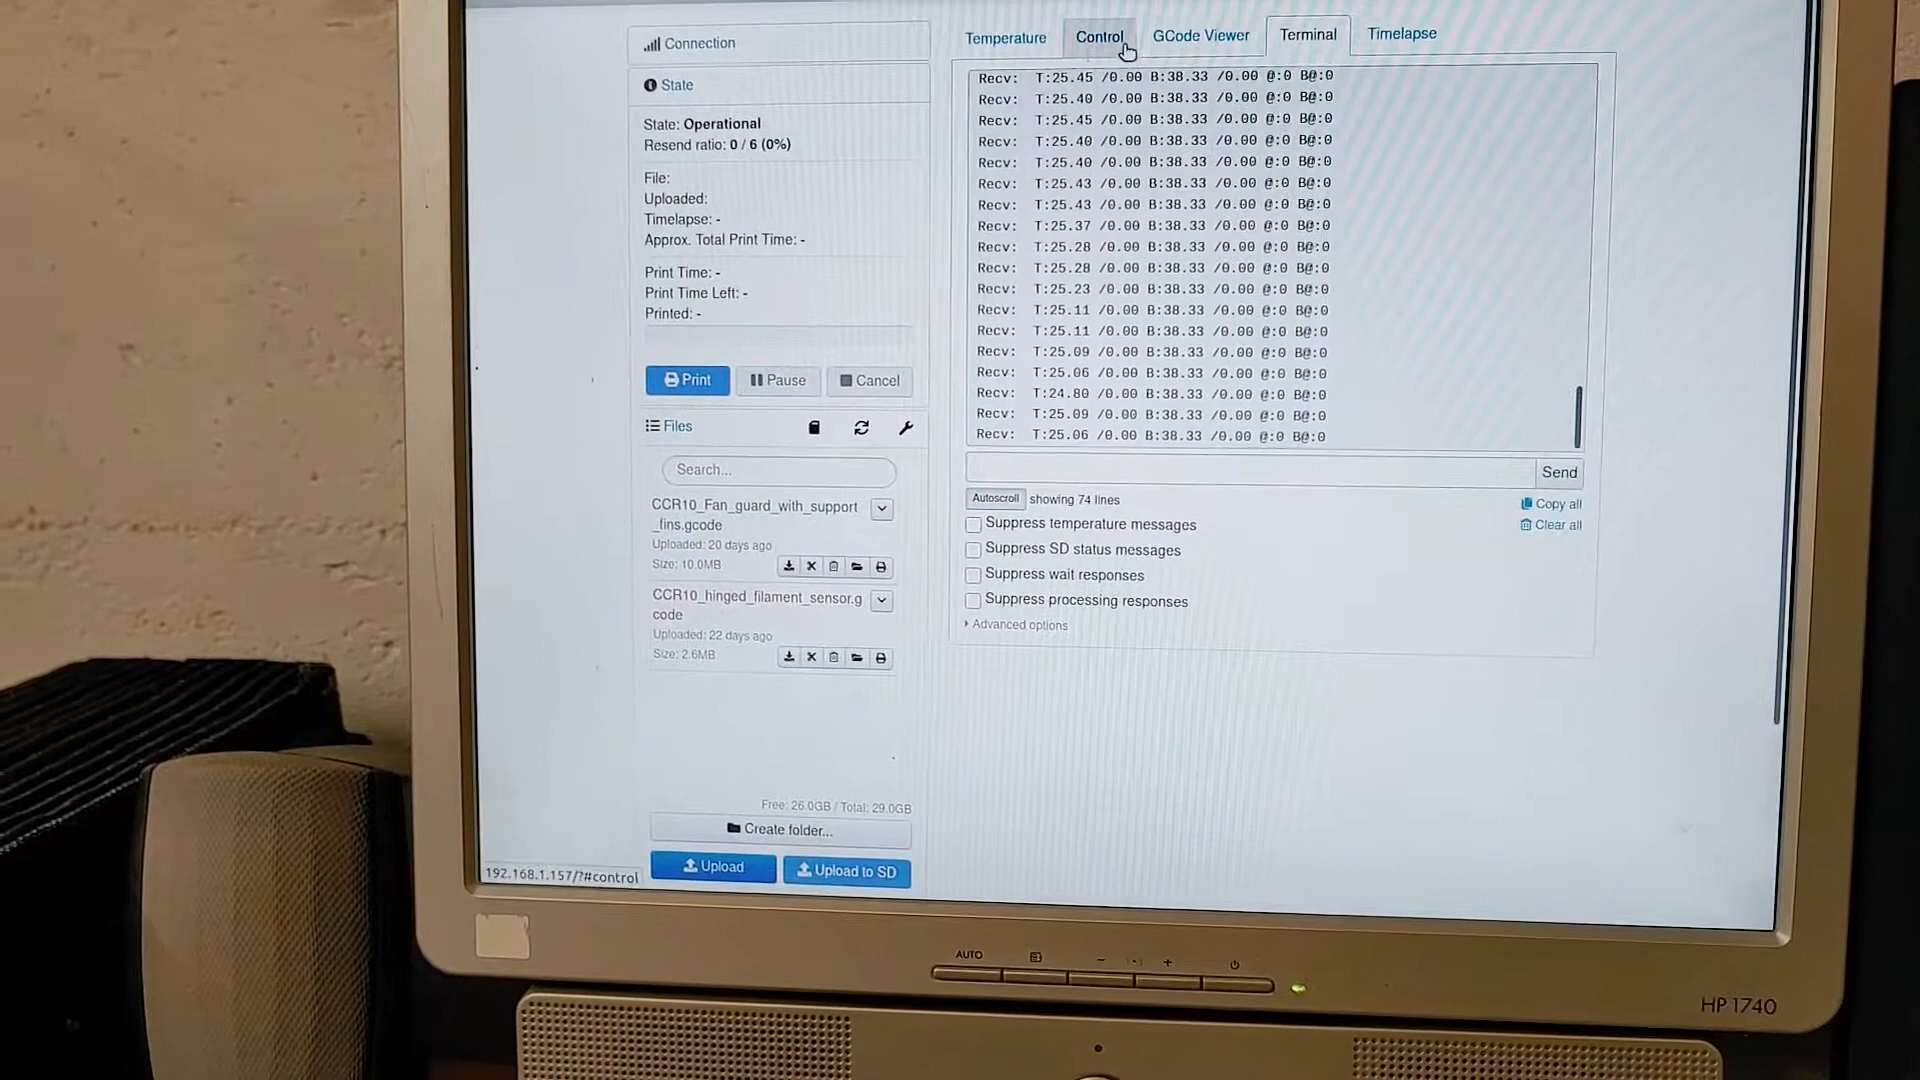 Connection
State
State: Operational
Resend ratio: 0 / 6 (0%)
File:
Uploaded:
Timelapse: -
Approx. Total Print Time: -
Print Time: -
Print Time Left: -
Printed: -
Print Pause Cancel
Files
Search...
CCR10_Fan_guard_with_support
_fins.gcode
Uploaded: 20 days ago
Size: 10.0MB
CCR10_hinged_filament_sensor.g
code
Uploaded: 22 days ago
Size: 2.6MB
Free: 26.0GB / Total: 29.0GB
Create folder...
Upload Upload to SD
192.168.1.157/?#control
Temperature Control GCode Viewer Terminal Timelapse
Recv: T:25.45 /0.00 B:38.33 /0.00 @:0 B@:0
Recv: T:25.40 /0.00 B:38.33 /0.00 @:0 B@:0
Recv: T:25.45 /0.00 B:38.33 /0.00 @:0 B@:0
Recv: T:25.40 /0.00 B:38.33 /0.00 @:0 B@:0
Recv: T:25.40 /0.00 B:38.33 /0.00 @:0 B@:0
Recv: T:25.43 /0.00 B:38.33 /0.00 @:0 B@:0
Recv: T:25.43 /0.00 B:38.33 /0.00 @:0 B@:0
Recv: T:25.37 /0.00 B:38.33 /0.00 @:0 B@:0
Recv: T:25.28 /0.00 B:38.33 /0.00 @:0 B@:0
Recv: T:25.28 /0.00 B:38.33 /0.00 @:0 B@:0
Recv: T:25.23 /0.00 B:38.33 /0.00 @:0 B@:0
Recv: T:25.11 /0.00 B:38.33 /0.00 @:0 B@:0
Recv: T:25.11 /0.00 B:38.33 /0.00 @:0 B@:0
Recv: T:25.09 /0.00 B:38.33 /0.00 @:0 B@:0
Recv: T:25.06 /0.00 B:38.33 /0.00 @:0 B@:0
Recv: T:24.80 /0.00 B:38.33 /0.00 @:0 B@:0
Recv: T:25.09 /0.00 B:38.33 /0.00 @:0 B@:0
Recv: T:25.06 /0.00 B:38.33 /0.00 @:0 B@:0
Send
Autoscroll showing 74 lines
Copy all
Clear all
Suppress temperature messages
Suppress SD status messages
Suppress wait responses
Suppress processing responses
Advanced options
AUTO - +
HP 1740